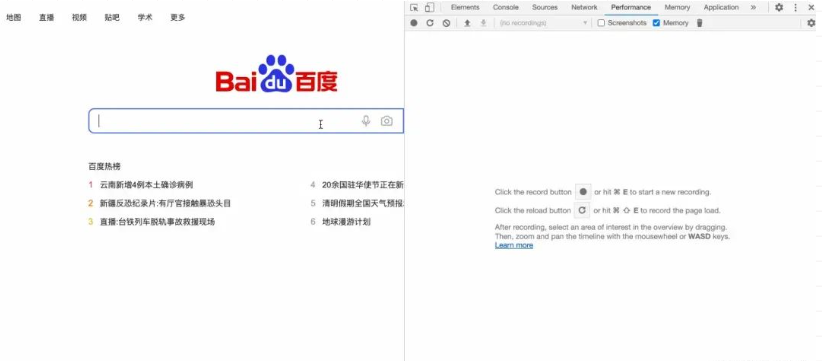 地图 直播 视频 贴吧 学术 更多
Bai du 百度
百度热榜
1 云南新增4例本土确诊病例
2 新疆反恐纪录片:有厅官接触暴恐头目
3 直播:台铁列车脱轨事故救援现场
4 20余国驻华使节正在新
5 清明假期全国天气预报
6 地球漫游计划
Elements Console Sources Network Performance Memory Application »
(no recordings) Screenshots Memory
Click the record button or hit ⌘ E to start a new recording.
Click the reload button or hit ⌘ ⇧ E to record the page load.
After recording, select an area of interest in the overview by dragging.
Then, zoom and pan the timeline with the mousewheel or WASD keys.
Learn more